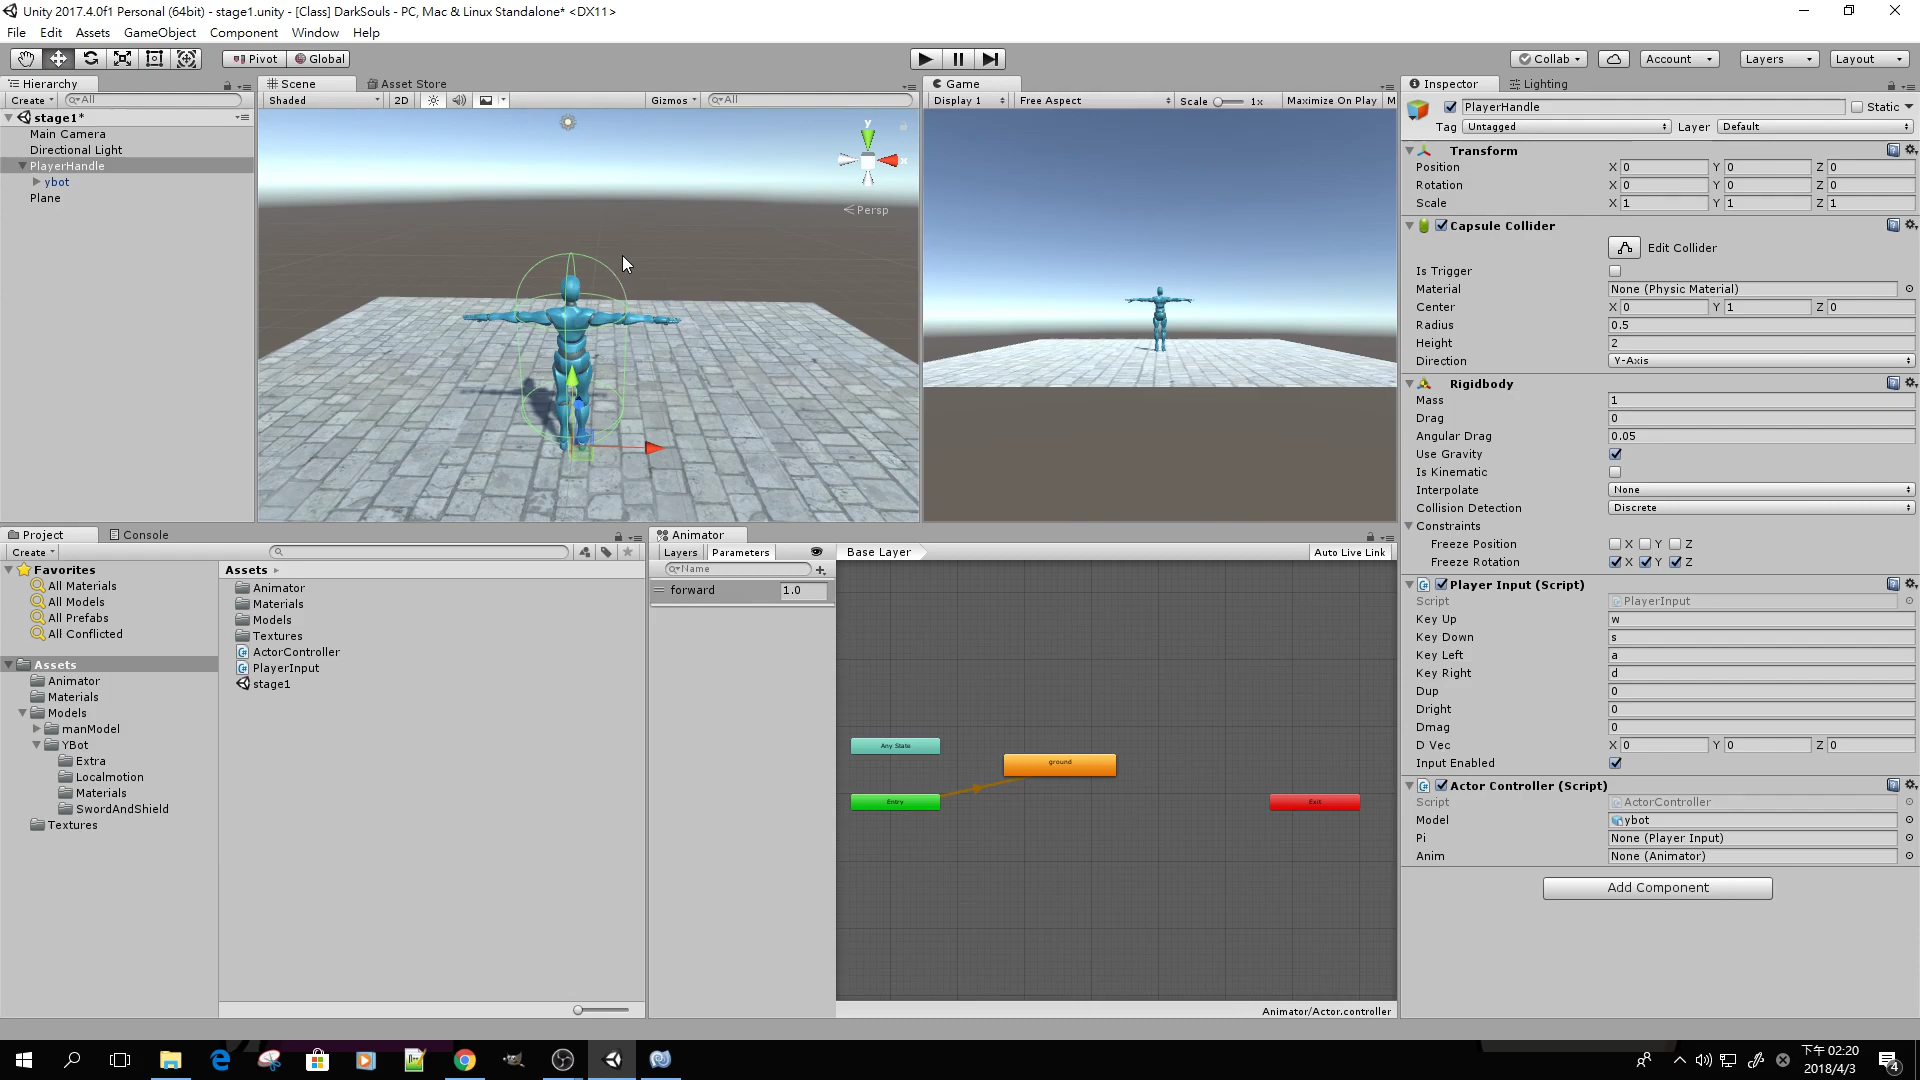 Unity 2017.4.0f1 Personal (64bit) - stage1.unity - [Class] DarkSouls - PC, Mac & Linux Standalone* <DX11>
File Edit Assets GameObject Component Window Help
Pivot Global Collab Account Layers Layout
Hierarchy
Create All
stage1*
Main Camera
Directional Light
PlayerHandle
ybot
Plane
Scene Asset Store
Shaded 2D Gizmos All
y
x
Persp
Game
Display 1 Free Aspect Scale 1x Maximize On Play M
Inspector Lighting
PlayerHandle Static
Tag Untagged Layer Default
Transform
Position X 0 Y 0 Z 0
Rotation X 0 Y 0 Z 0
Scale X 1 Y 1 Z 1
Capsule Collider
Edit Collider
Is Trigger
Material None (Physic Material)
Center X 0 Y 1 Z 0
Radius 0.5
Height 2
Direction Y-Axis
Rigidbody
Mass 1
Drag 0
Angular Drag 0.05
Use Gravity
Is Kinematic
Interpolate None
Collision Detection Discrete
Constraints
Freeze Position X Y Z
Freeze Rotation X Y Z
Player Input (Script)
Script PlayerInput
Key Up w
Key Down s
Key Left a
Key Right d
Dup 0
Dright 0
Dmag 0
D Vec X 0 Y 0 Z 0
Input Enabled
Actor Controller (Script)
Script ActorController
Model ybot
Pi None (Player Input)
Anim None (Animator)
Add Component
Project Console
Create
Favorites
All Materials
All Models
All Prefabs
All Conflicted
Assets
Animator
Materials
Models
manModel
YBot
Extra
Localmotion
Materials
SwordAndShield
Textures
Assets
Animator
Materials
Models
Textures
ActorController
PlayerInput
stage1
Animator
Layers Parameters Base Layer Auto Live Link
Name
forward 1.0
Any State
ground
Entry
Exit
Animator/Actor.controller
下午 02:20
2018/4/3
4